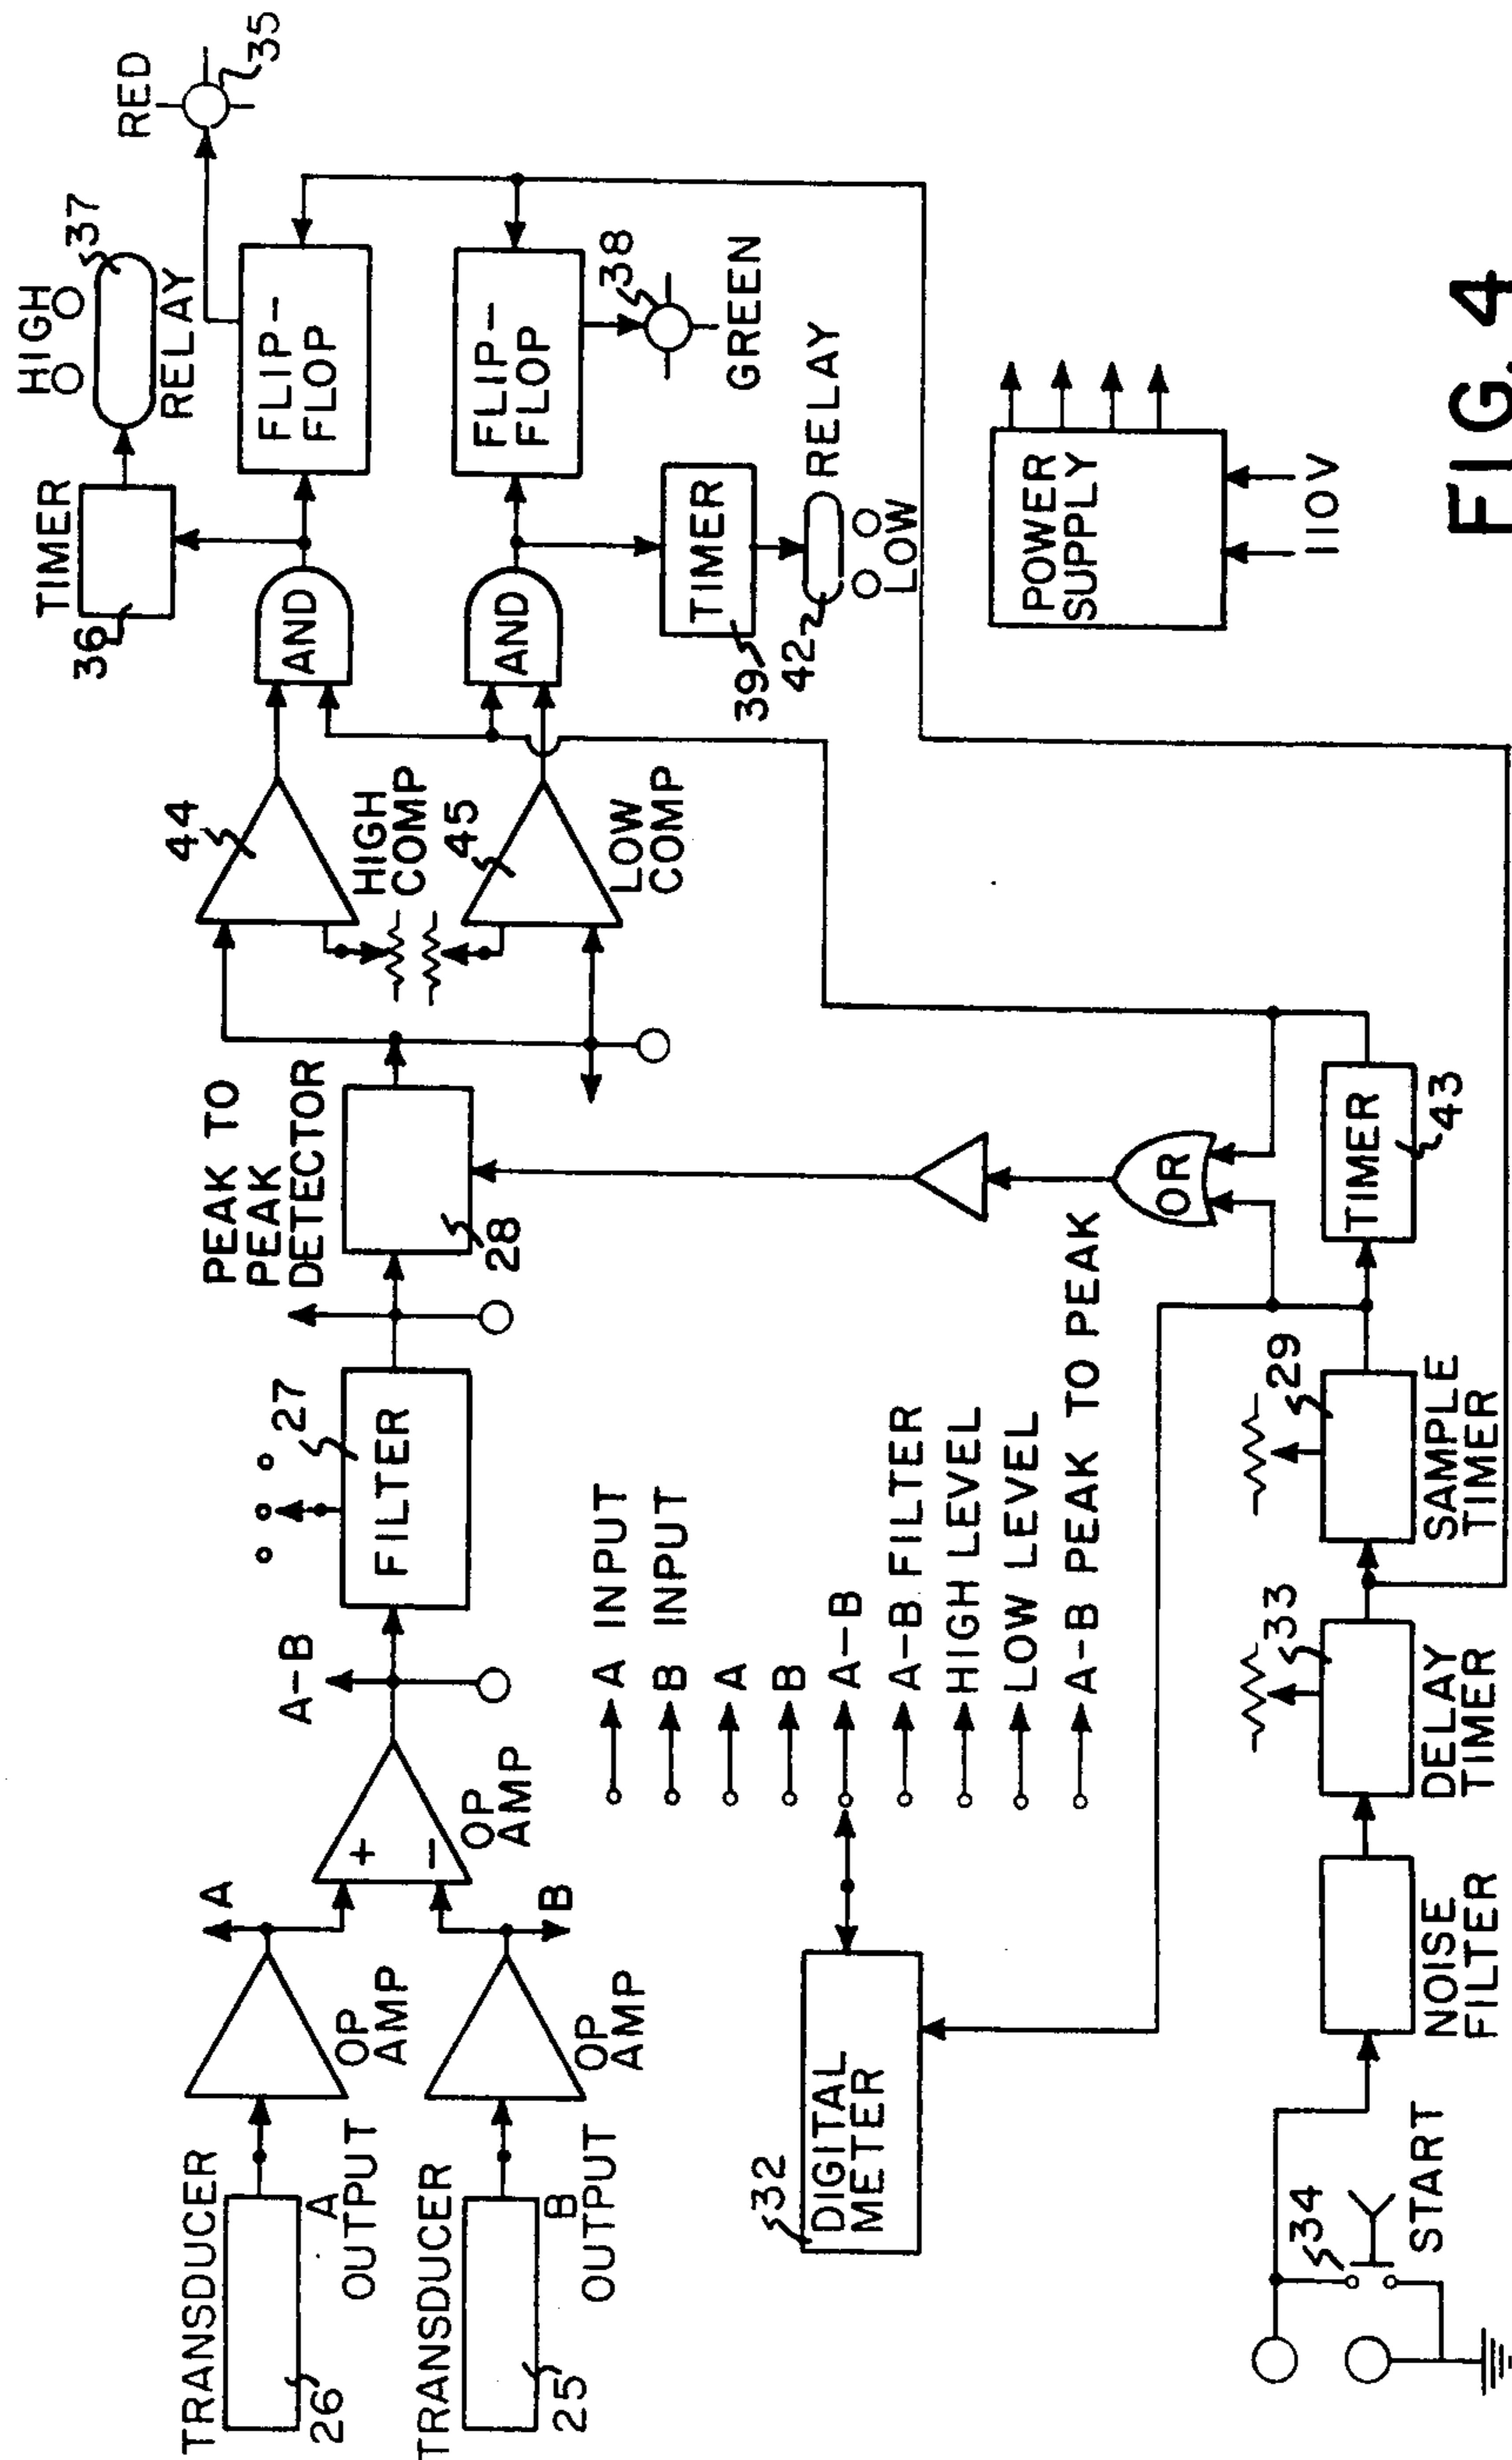 TRANSDUCER
26
A
OUTPUT
TRANSDUCER
25
B
OUTPUT
OP
AMP
OP
AMP
A
B
+
−
OP
AMP
A-B
27
FILTER
PEAK TO
PEAK
DETECTOR
28
44
HIGH
COMP
45
LOW
COMP
AND
AND
TIMER
36
HIGH
37
RELAY
FLIP-
FLOP
RED
35
FLIP-
FLOP
38
GREEN
TIMER
39
RELAY
42
LOW
POWER
SUPPLY
110V
32
DIGITAL
METER
A INPUT
B INPUT
A
B
A-B
A-B FILTER
HIGH LEVEL
LOW LEVEL
A-B PEAK TO PEAK
OR
34
START
NOISE
FILTER
33
DELAY
TIMER
29
SAMPLE
TIMER
TIMER
43
FIG. 4